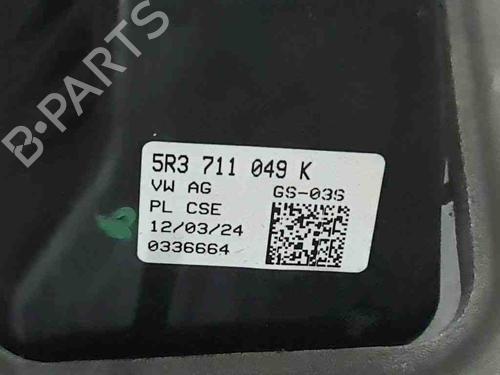 B-PARTS
5R3 711 049 K
VW AG GS-03S
PL CSE
12/03/24
0336664